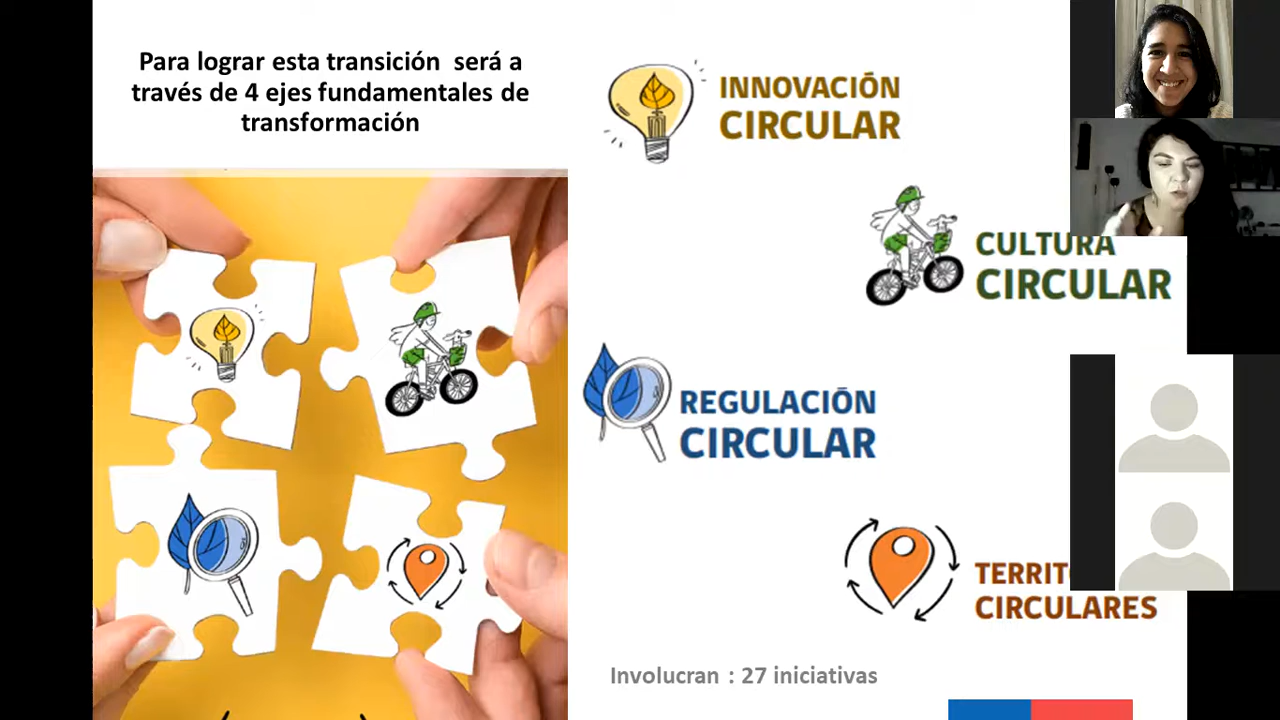 Para lograr esta transición será a
través de 4 ejes fundamentales de
transformación
INNOVACIÓN
CIRCULAR
CULTURA
CIRCULAR
REGULACIÓN
CIRCULAR
TERRIT
CIRCULARES
Involucran : 27 iniciativas